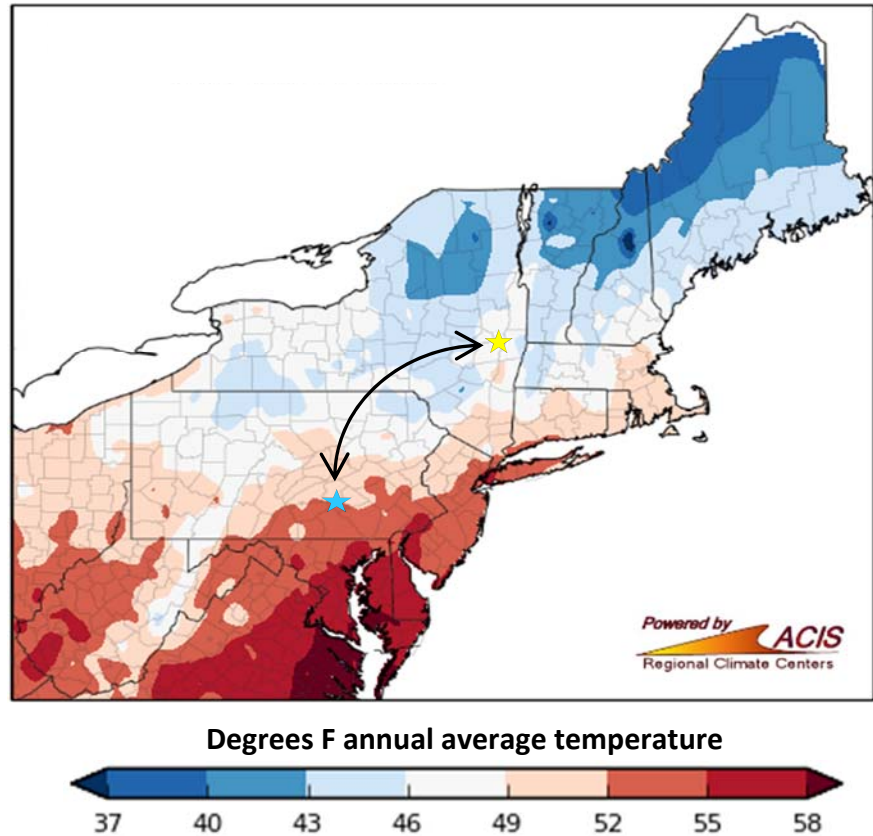 Powered by
ACIS
Regional Climate Centers
Degrees F annual average temperature
37 40 43 46 49 52 55 58